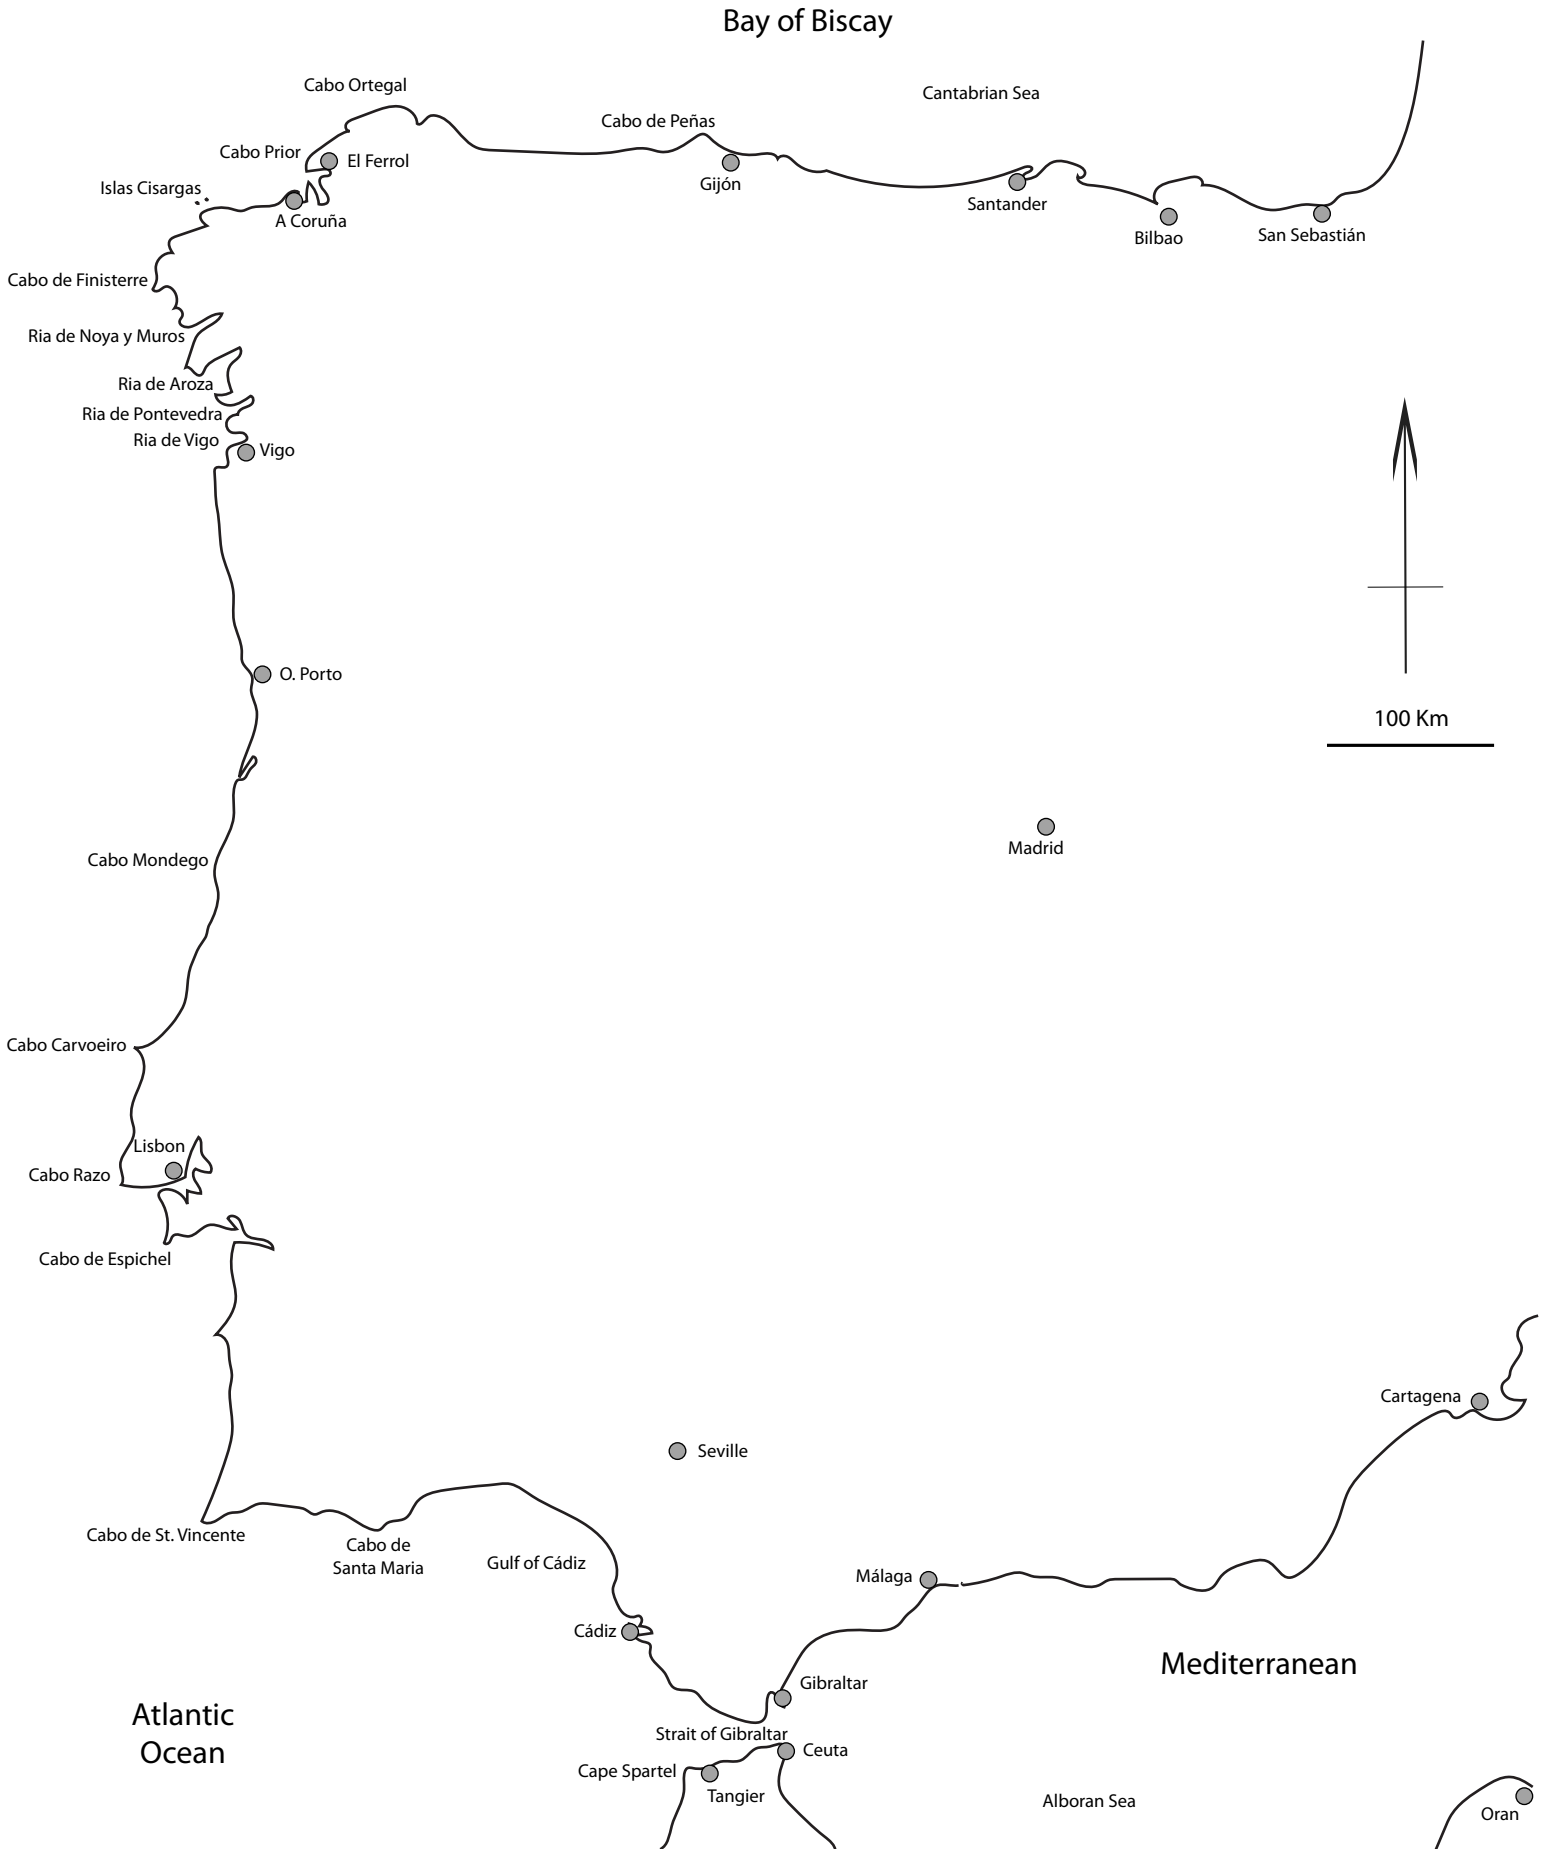 Bay of Biscay
Cabo Ortegal
Cantabrian Sea
Cabo de Peñas
Cabo Prior
El Ferrol
Gijón
Islas Cisargas
Santander
A Coruña
Bilbao
San Sebastián
Cabo de Finisterre
Ria de Noya y Muros
Ria de Aroza
Ria de Pontevedra
Ria de Vigo
Vigo
O. Porto
100 Km
Madrid
Cabo Mondego
Cabo Carvoeiro
Lisbon
Cabo Razo
Cabo de Espichel
Cartagena
Seville
Cabo de St. Vincente
Cabo de
Santa Maria
Gulf of Cádiz
Málaga
Cádiz
Mediterranean
Gibraltar
Atlantic
Ocean
Strait of Gibraltar
Ceuta
Cape Spartel
Tangier
Alboran Sea
Oran